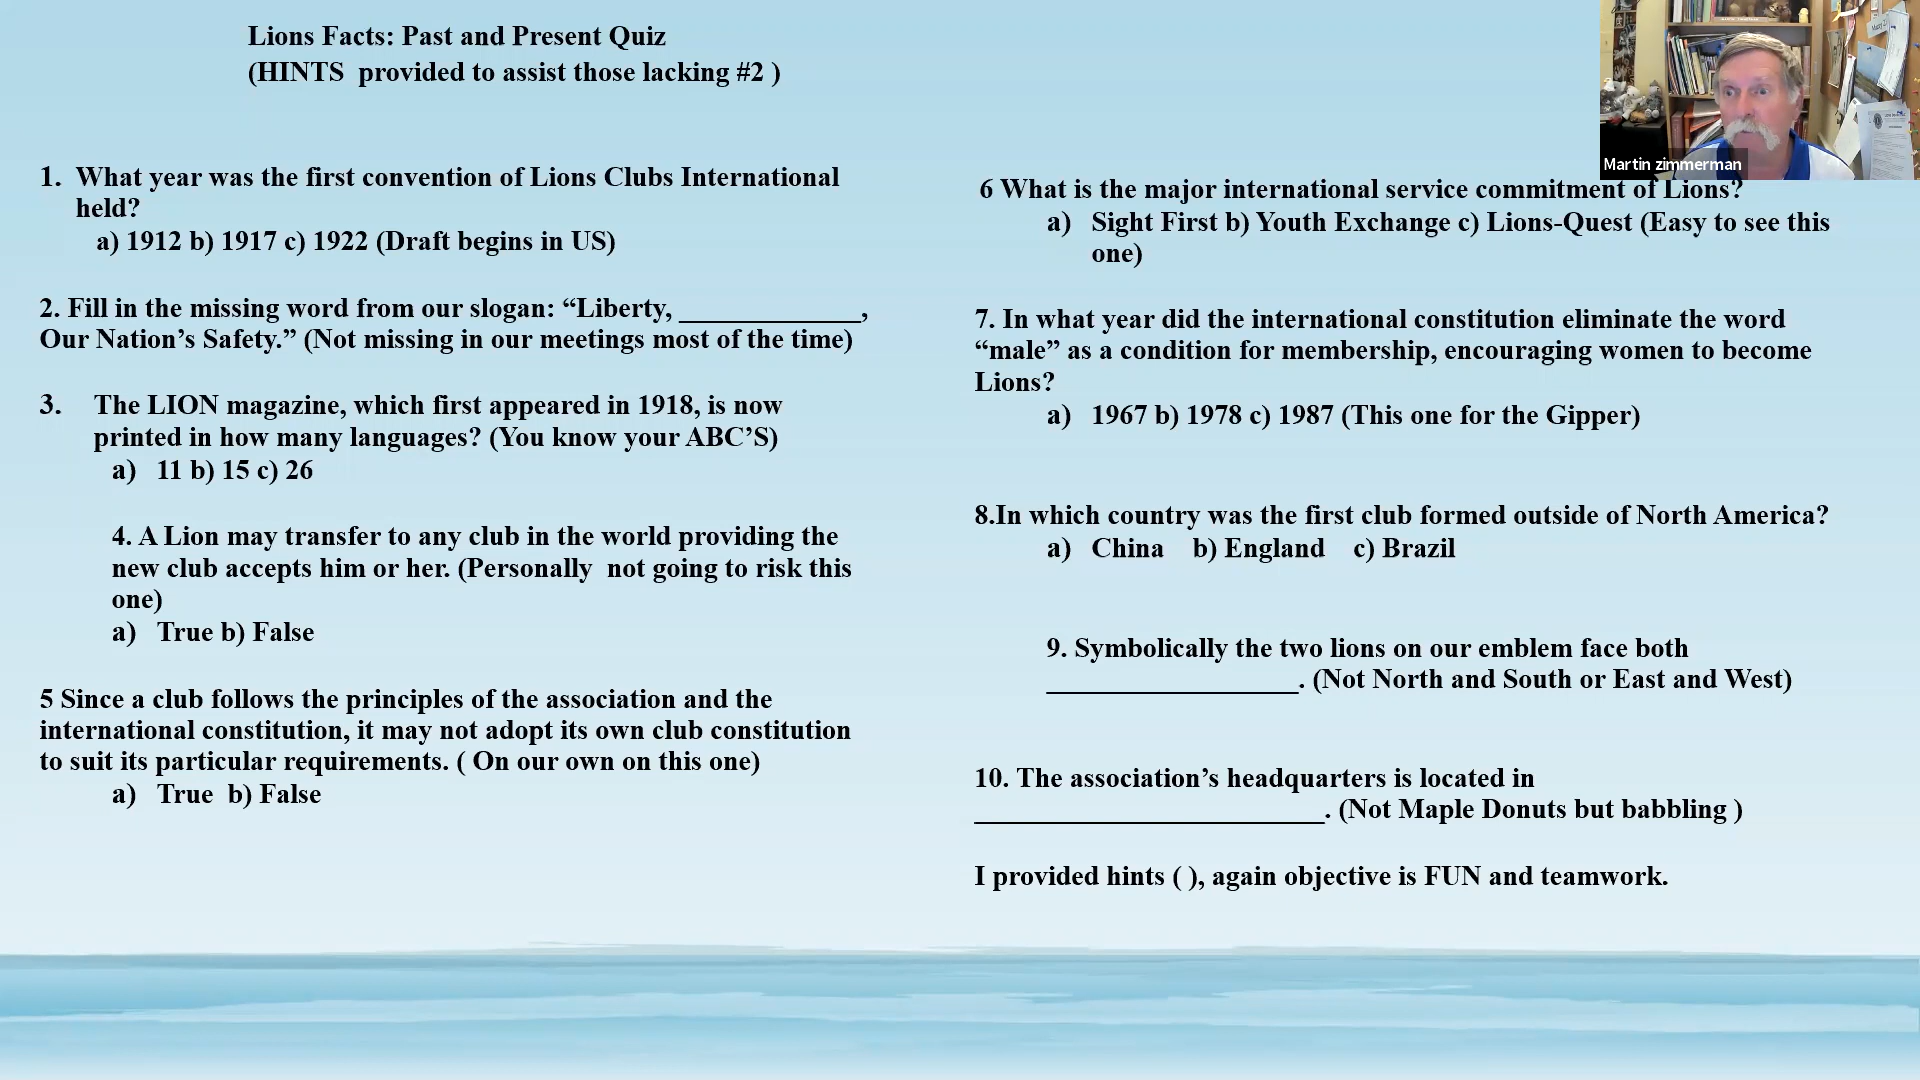 Lions Facts: Past and Present Quiz
(HINTS provided to assist those lacking #2 )
1. What year was the first convention of Lions Clubs International
held?
a) 1912 b) 1917 c) 1922 (Draft begins in US)
2. Fill in the missing word from our slogan: “Liberty, _____________,
Our Nation’s Safety.” (Not missing in our meetings most of the time)
3. The LION magazine, which first appeared in 1918, is now
printed in how many languages? (You know your ABC’S)
a) 11 b) 15 c) 26
4. A Lion may transfer to any club in the world providing the
new club accepts him or her. (Personally not going to risk this
one)
a) True b) False
5 Since a club follows the principles of the association and the
international constitution, it may not adopt its own club constitution
to suit its particular requirements. ( On our own on this one)
a) True b) False
Martin zimmerman
6 What is the major international service commitment of Lions?
a) Sight First b) Youth Exchange c) Lions-Quest (Easy to see this
one)
7. In what year did the international constitution eliminate the word
“male” as a condition for membership, encouraging women to become
Lions?
a) 1967 b) 1978 c) 1987 (This one for the Gipper)
8.In which country was the first club formed outside of North America?
a) China b) England c) Brazil
9. Symbolically the two lions on our emblem face both
__________________. (Not North and South or East and West)
10. The association’s headquarters is located in
_________________________. (Not Maple Donuts but babbling )
I provided hints ( ), again objective is FUN and teamwork.